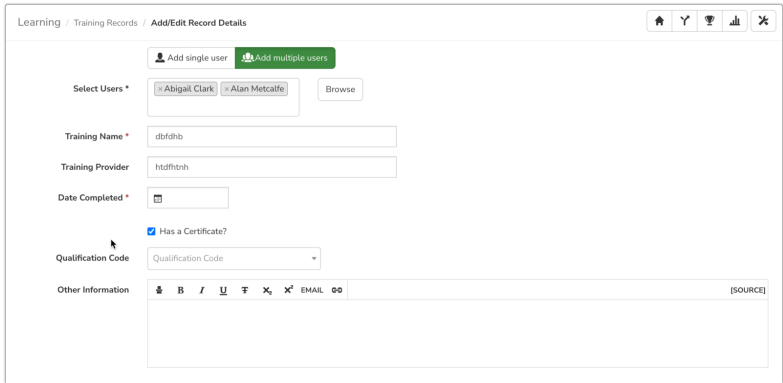 Learning / Training Records / Add/Edit Record Details
Add single user Add multiple users
Select Users * × Abigail Clark × Alan Metcalfe Browse
Training Name * dbfdhb
Training Provider htdfhtnh
Date Completed *
Has a Certificate?
Qualification Code Qualification Code
Other Information B I U T X₂ X² EMAIL [SOURCE]